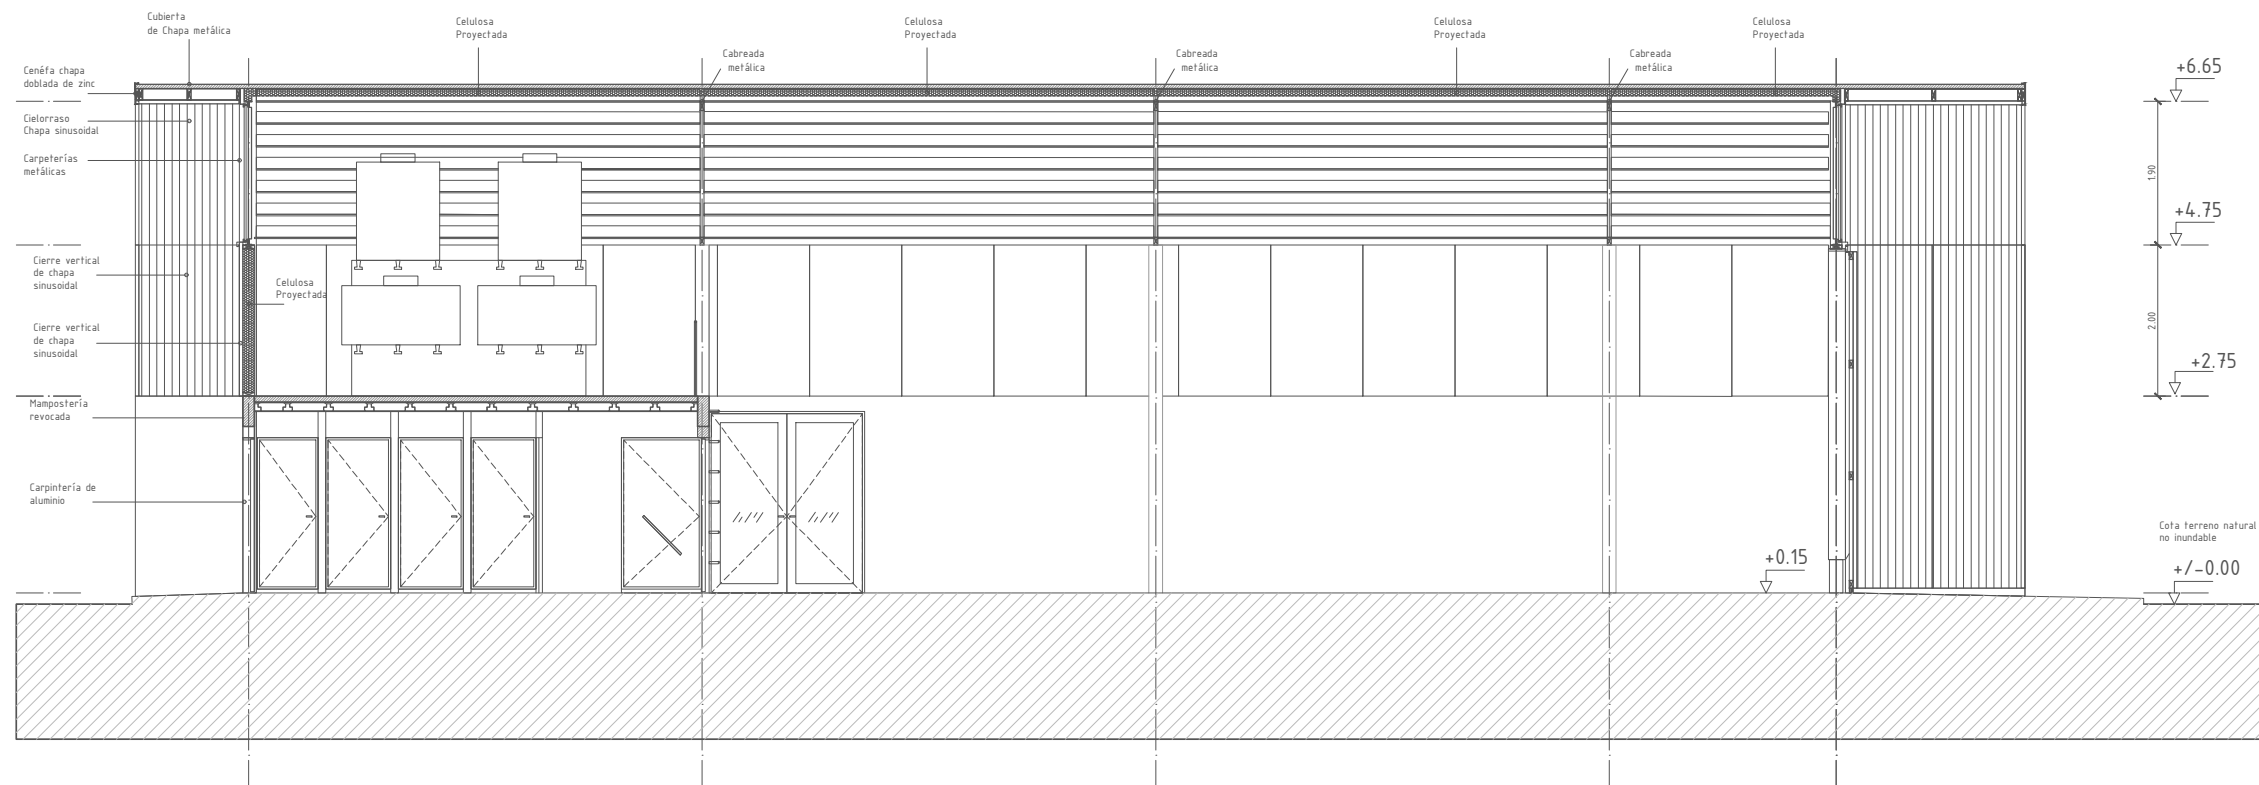 Cubierta
de Chapa metálica
Celulosa
Proyectada
Celulosa
Proyectada
Celulosa
Proyectada
Celulosa
Proyectada
Cabreada
metálica
Cabreada
metálica
Cabreada
metálica
Cenéfa chapa
doblada de zinc
Cielorraso
Chapa sinusoidal
Carpeterías
metálicas
Cierre vertical
de chapa
sinusoidal
Celulosa
Proyectada
Cierre vertical
de chapa
sinusoidal
Mampostería
revocada
Carpintería de
aluminio
+6.65
1.90
+4.75
2.00
+2.75
+0.15
Cota terreno natural
no inundable
+/-0.00